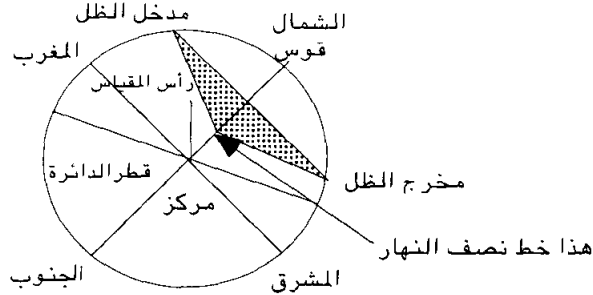 مدخل الظل
الشمال
قوس
المغرب
رأس المقياس
قطر الدائرة
مركز
مخرج الظل
هذا خط نصف النهار
المشرق
الجنوب